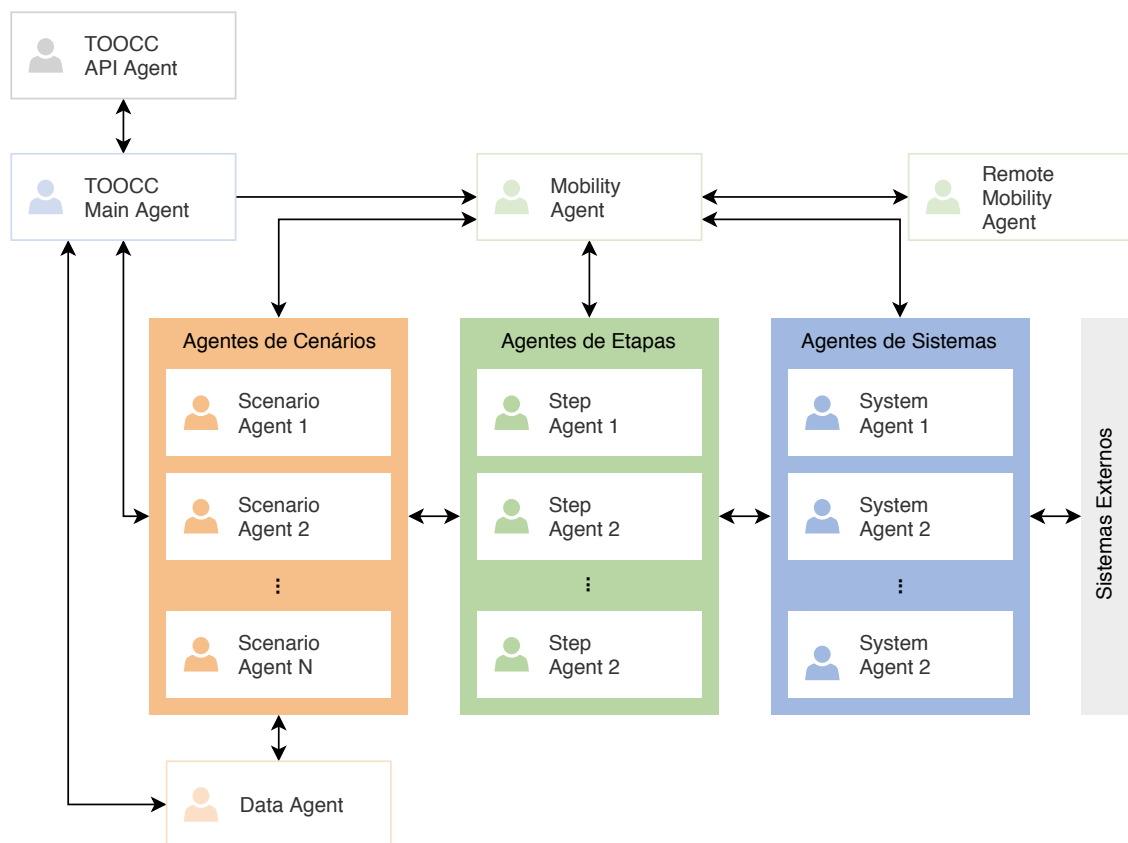 TOOCC
API Agent
TOOCC
Main Agent
Mobility
Agent
Remote
Mobility
Agent
Agentes de Cenários
Scenario
Agent 1
Scenario
Agent 2
...
Scenario
Agent N
Agentes de Etapas
Step
Agent 1
Step
Agent 2
...
Step
Agent 2
Agentes de Sistemas
System
Agent 1
System
Agent 2
...
System
Agent 2
Sistemas Externos
Data Agent